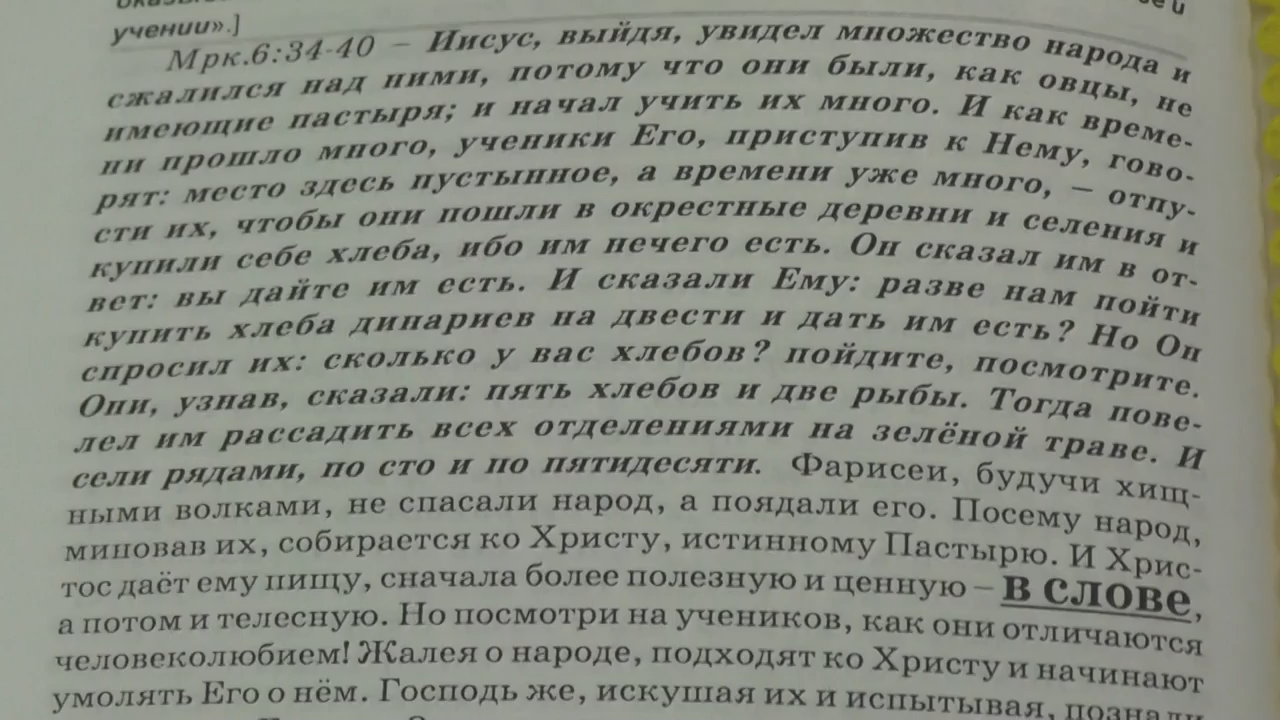 учении».]
Мрк.6:34-40 – Иисус, выйдя, увидел множество народа и
сжалился над ними, потому что они были, как овцы, не
имеющие пастыря; и начал учить их много. И как време-
ни прошло много, ученики Его, приступив к Нему, гово-
рят: место здесь пустынное, а времени уже много, – отпу-
сти их, чтобы они пошли в окрестные деревни и селения и
купили себе хлеба, ибо им нечего есть. Он сказал им в от-
вет: вы дайте им есть. И сказали Ему: разве нам пойти
купить хлеба динариев на двести и дать им есть? Но Он
спросил их: сколько у вас хлебов? пойдите, посмотрите.
Они, узнав, сказали: пять хлебов и две рыбы. Тогда пове-
лел им рассадить всех отделениями на зелёной траве. И
сели рядами, по сто и по пятидесяти. Фарисеи, будучи хищ-
ными волками, не спасали народ, а поядали его. Посему народ,
миновав их, собирается ко Христу, истинному Пастырю. И Хрис-
тос даёт ему пищу, сначала более полезную и ценную – в слове,
а потом и телесную. Но посмотри на учеников, как они отличаются
человеколюбием! Жалея о народе, подходят ко Христу и начинают
умолять Его о нём. Господь же, искушая их и испытывая, познали